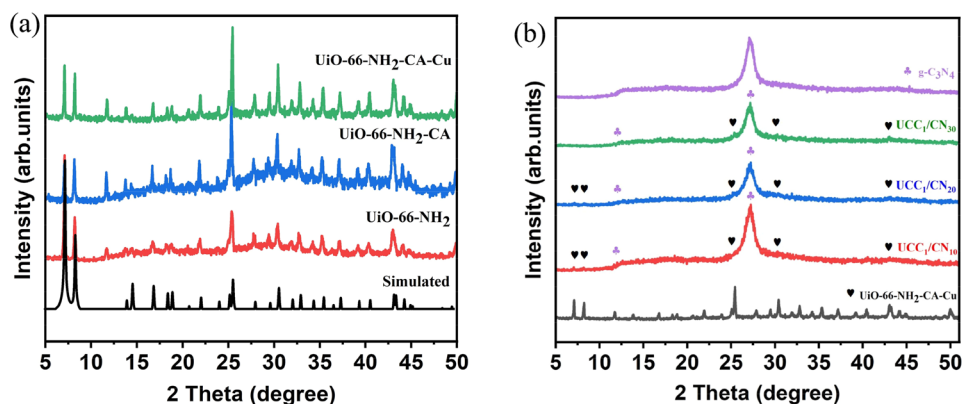 (a)
UiO-66-NH2-CA-Cu
UiO-66-NH2-CA
UiO-66-NH2
Simulated
Intensity (arb.units)
5 10 15 20 25 30 35 40 45 50
2 Theta (degree)
(b)
♣ g-C3N4
♥ UCC1/CN30
♥ UCC1/CN20
♥ UCC1/CN10
♥ UiO-66-NH2-CA-Cu
Intensity (arb.units)
5 10 15 20 25 30 35 40 45 50
2 Theta (degree)